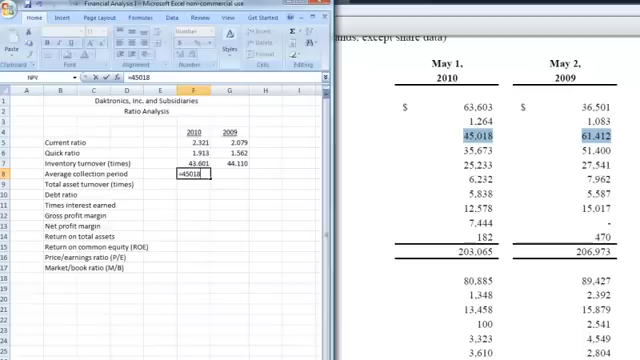 Financial Analysis1 - Microsoft Excel non-commercial use
Home Insert Page Layout Formulas Data Review View Get Started
Paste
Number
Styles
Cells
Clipboard
Number
Editing
NPV =45018
A B C D E F G H I
1 Daktronics, Inc. and Subsidiaries
2 Ratio Analysis
3
4 2010 2009
5 Current ratio 2.321 2.079
6 Quick ratio 1.913 1.562
7 Inventory turnover (times) 43.601 44.110
8 Average collection period =45018
9 Total asset turnover (times)
10 Debt ratio
11 Times interest earned
12 Gross profit margin
13 Net profit margin
14 Return on total assets
15 Return on common equity (ROE)
16 Price/earnings ratio (P/E)
17 Market/book ratio (M/B)
18
19
20
21
22
23
24
25
ands, except share data)
May 1, May 2,
2010 2009
$ 63,603 $ 36,501
1,264 1,083
45,018 61,412
35,673 51,400
25,233 27,541
6,232 7,962
5,838 5,587
12,578 15,017
7,444 -
182 470
203,065 206,973
80,885 89,427
1,348 2,392
13,458 15,879
100 2,541
3,323 4,549
3,610 2,804